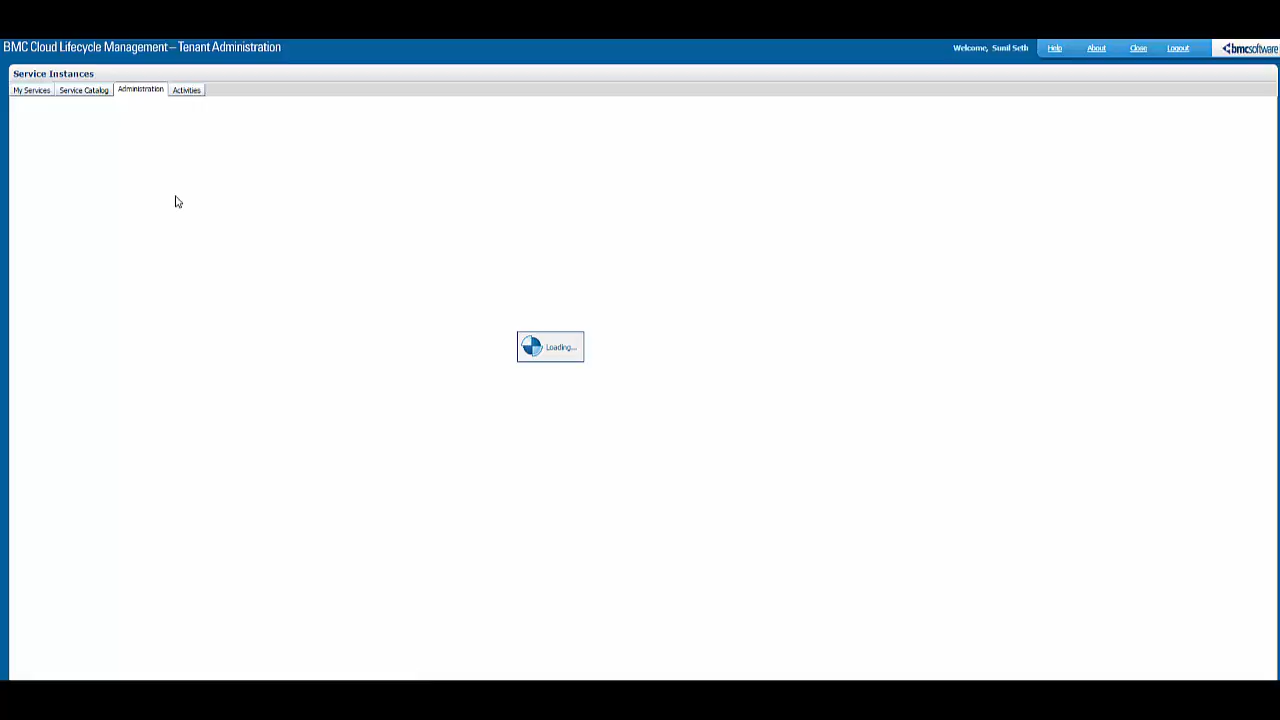 BMC Cloud Lifecycle Management – Tenant Administration
Welcome, Sunil Seth
Help
About
Close
Logout
bmcsoftware
Service Instances
My Services
Service Catalog
Administration
Activities
Loading...